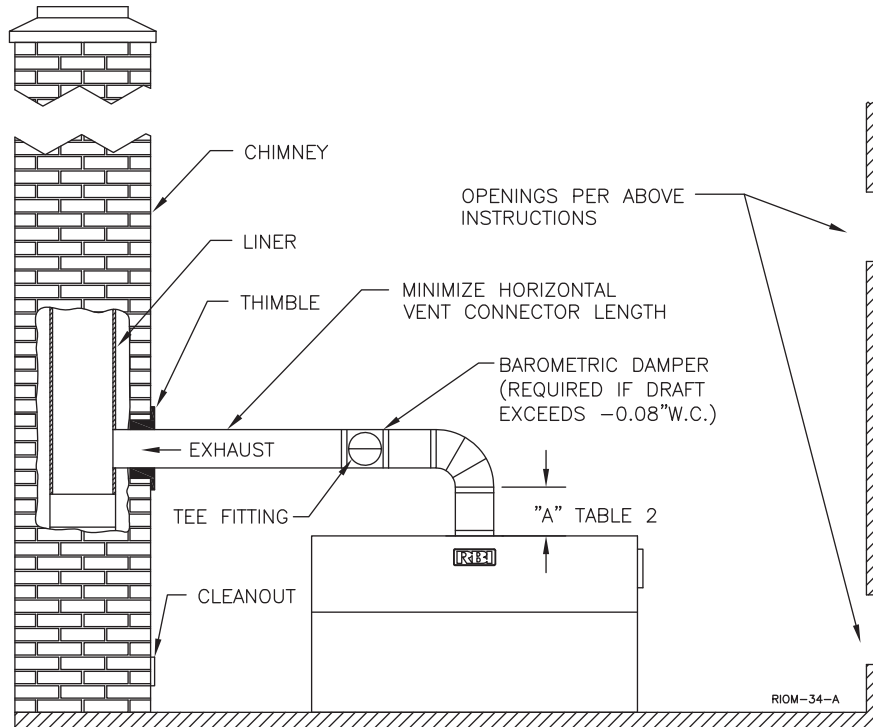 CHIMNEY
OPENINGS PER ABOVE
INSTRUCTIONS
LINER
THIMBLE
MINIMIZE HORIZONTAL
VENT CONNECTOR LENGTH
BAROMETRIC DAMPER
(REQUIRED IF DRAFT
EXCEEDS -0.08"W.C.)
EXHAUST
TEE FITTING
"A" TABLE 2
RBI
CLEANOUT
RIOM-34-A